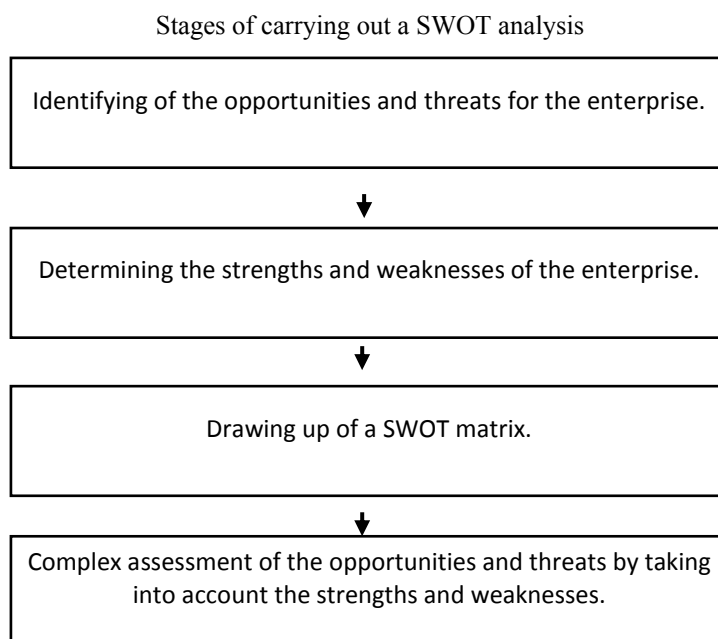 Stages of carrying out a SWOT analysis
Identifying of the opportunities and threats for the enterprise.
Determining the strengths and weaknesses of the enterprise.
Drawing up of a SWOT matrix.
Complex assessment of the opportunities and threats by taking
into account the strengths and weaknesses.